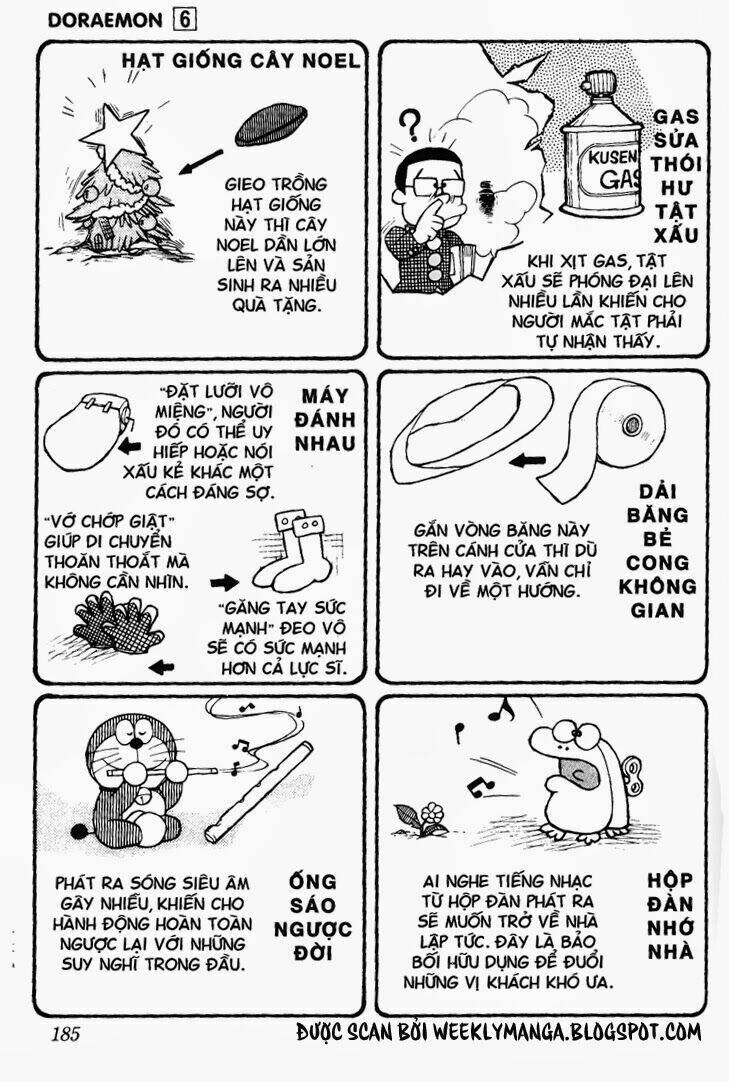 DORAEMON 6
HẠT GIỐNG CÂY NOEL
GIEO TRỒNG
HẠT GIỐNG
NÀY THÌ CÂY
NOEL DẦN LỚN
LÊN VÀ SẢN
SINH RA NHIỀU
QUÀ TẶNG.
?
KUSEN
GAS
GAS
SỬA
THÓI
HƯ
TẬT
XẤU
KHI XỊT GAS, TẬT
XẤU SẼ PHÓNG ĐẠI LÊN
NHIỀU LẦN KHIẾN CHO
NGƯỜI MẮC TẬT PHẢI
TỰ NHẬN THẤY.
MÁY
ĐÁNH
NHAU
"ĐẶT LƯỠI VÔ
MIỆNG", NGƯỜI
ĐÓ CÓ THỂ UY
HIẾP HOẶC NÓI
XẤU KẺ KHÁC MỘT
CÁCH ĐÁNG SỢ.
"VỚ CHỚP GIẬT"
GIÚP DI CHUYỂN
THOĂN THOẮT MÀ
KHÔNG CẦN NHÌN.
"GĂNG TAY SỨC
MẠNH" ĐEO VÔ
SẼ CÓ SỨC MẠNH
HƠN CẢ LỰC SĨ.
DẢI
BĂNG
BẺ
CONG
KHÔNG
GIAN
GẮN VÒNG BĂNG NÀY
TRÊN CÁNH CỬA THÌ DÙ
RA HAY VÀO, VẪN CHỈ
ĐI VỀ MỘT HƯỚNG.
PHÁT RA SÓNG SIÊU ÂM
GÂY NHIỄU, KHIẾN CHO
HÀNH ĐỘNG HOÀN TOÀN
NGƯỢC LẠI VỚI NHỮNG
SUY NGHĨ TRONG ĐẦU.
ỐNG
SÁO
NGƯỢC
ĐỜI
AI NGHE TIẾNG NHẠC
TỪ HỘP ĐÀN PHÁT RA
SẼ MUỐN TRỞ VỀ NHÀ
LẬP TỨC. ĐÂY LÀ BẢO
BỐI HỮU DỤNG ĐỂ ĐUỔI
NHỮNG VỊ KHÁCH KHÓ ƯA.
HỘP
ĐÀN
NHỚ
NHÀ
185
ĐƯỢC SCAN BỞI WEEKLYMANGA.BLOGSPOT.COM